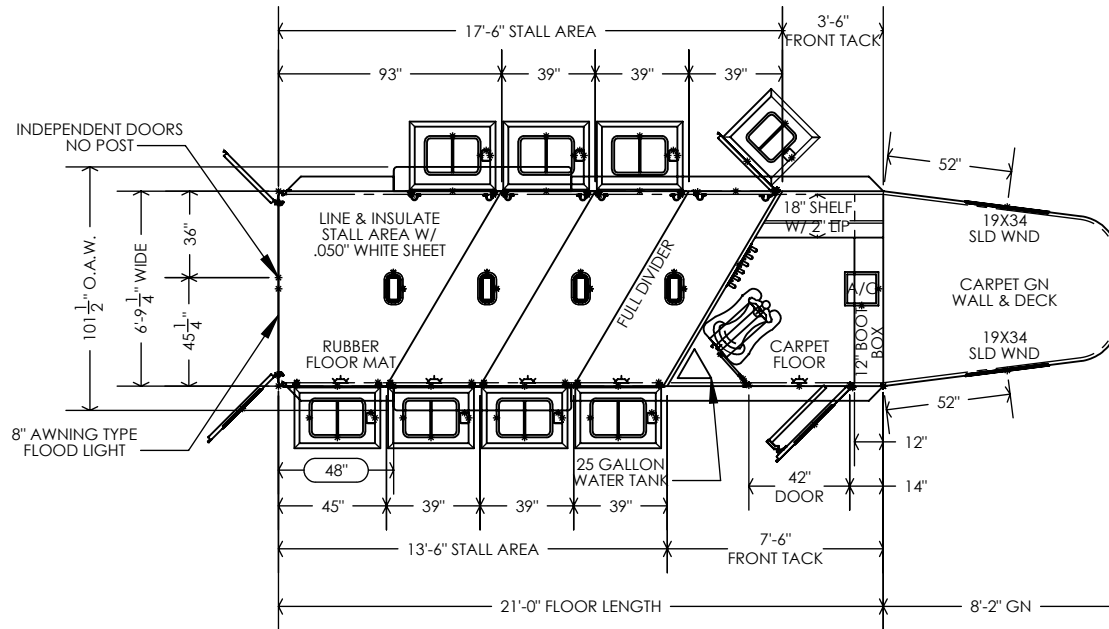 17'-6" STALL AREA
3'-6"
FRONT TACK
93"
39"
39"
39"
INDEPENDENT DOORS
NO POST
52"
101 1/2" O.A.W.
6'-9 1/4" WIDE
36"
45 1/4"
LINE & INSULATE
STALL AREA W/
.050" WHITE SHEET
18" SHELF
W/ 2" LIP
19X34
SLD WND
FULL DIVIDER
A/C
CARPET GN
WALL & DECK
RUBBER
FLOOR MAT
CARPET
FLOOR
12" BOOT
BOX
19X34
SLD WND
8" AWNING TYPE
FLOOD LIGHT
52"
48"
25 GALLON
WATER TANK
12"
42"
DOOR
14"
45"
39"
39"
39"
13'-6" STALL AREA
7'-6"
FRONT TACK
21'-0" FLOOR LENGTH
8'-2" GN